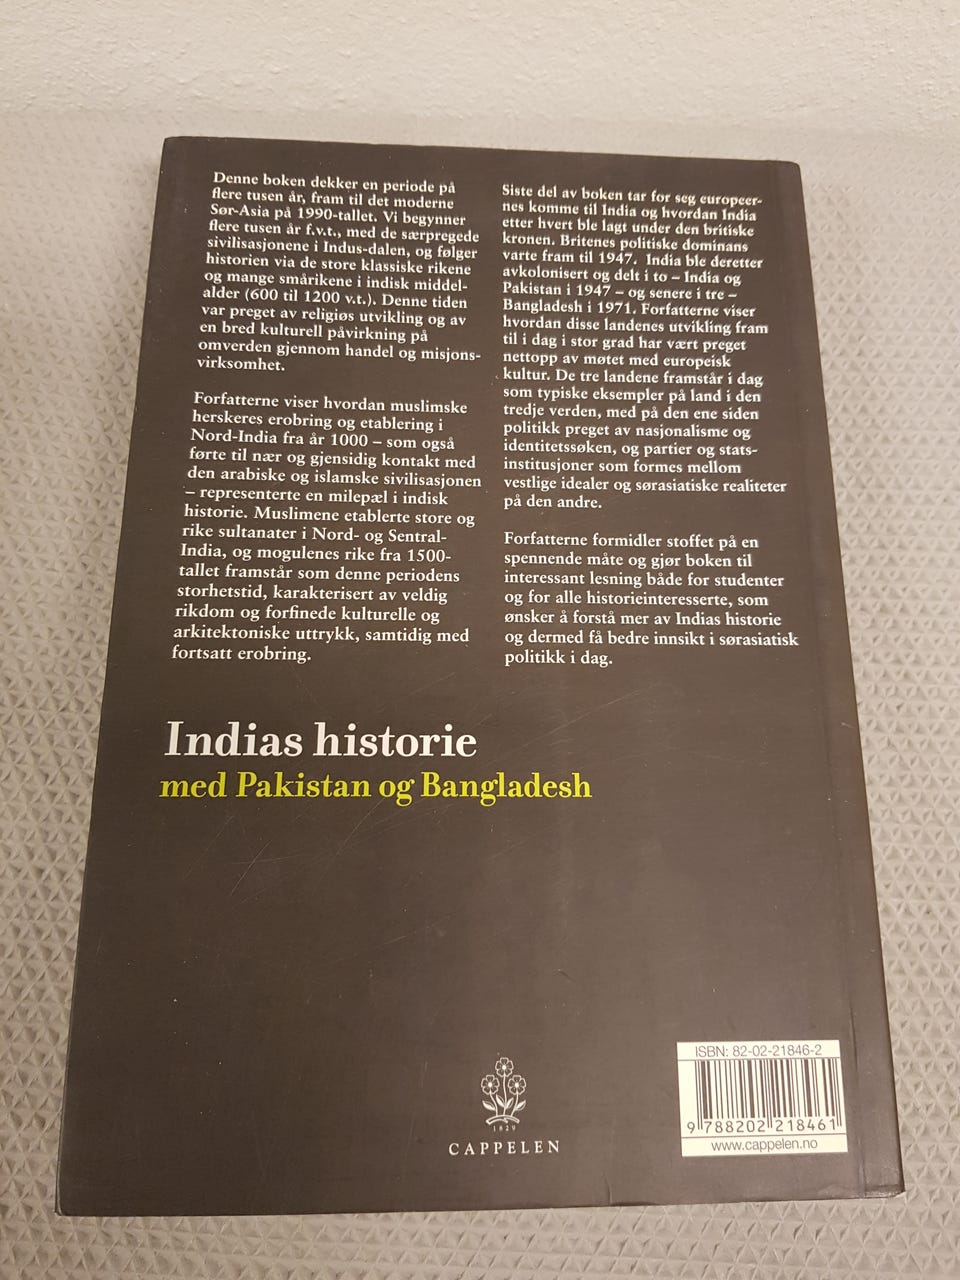 Denne boken dekker en periode på
flere tusen år, fram til det moderne
Sør-Asia på 1990-tallet. Vi begynner
flere tusen år f.v.t., med de særpregede
sivilisasjonene i Indus-dalen, og følger
historien via de store klassiske rikene
og mange smårikene i indisk middel-
alder (600 til 1200 v.t.). Denne tiden
var preget av religiøs utvikling og av
en bred kulturell påvirkning på
omverden gjennom handel og misjons-
virksomhet.
Forfatterne viser hvordan muslimske
herskeres erobring og etablering i
Nord-India fra år 1000 – som også
førte til nær og gjensidig kontakt med
den arabiske og islamske sivilisasjonen
– representerte en milepæl i indisk
historie. Muslimene etablerte store og
rike sultanater i Nord- og Sentral-
India, og mogulenes rike fra 1500-
tallet framstår som denne periodens
storhetstid, karakterisert av veldig
rikdom og forfinede kulturelle og
arkitektoniske uttrykk, samtidig med
fortsatt erobring.
Siste del av boken tar for seg europeer-
nes komme til India og hvordan India
etter hvert ble lagt under den britiske
kronen. Britenes politiske dominans
varte fram til 1947. India ble deretter
avkolonisert og delt i to – India og
Pakistan i 1947 – og senere i tre –
Bangladesh i 1971. Forfatterne viser
hvordan disse landenes utvikling fram
til i dag i stor grad har vært preget
nettopp av møtet med europeisk
kultur. De tre landene framstår i dag
som typiske eksempler på land i den
tredje verden, med på den ene siden
politikk preget av nasjonalisme og
identitetssøken, og partier og stats-
institusjoner som formes mellom
vestlige idealer og sørasiatiske realiteter
på den andre.
Forfatterne formidler stoffet på en
spennende måte og gjør boken til
interessant lesning både for studenter
og for alle historieinteresserte, som
ønsker å forstå mer av Indias historie
og dermed få bedre innsikt i sørasiatisk
politikk i dag.
Indias historie
med Pakistan og Bangladesh
1829
CAPPELEN
ISBN: 82-02-21846-2
9 788202 218461
www.cappelen.no